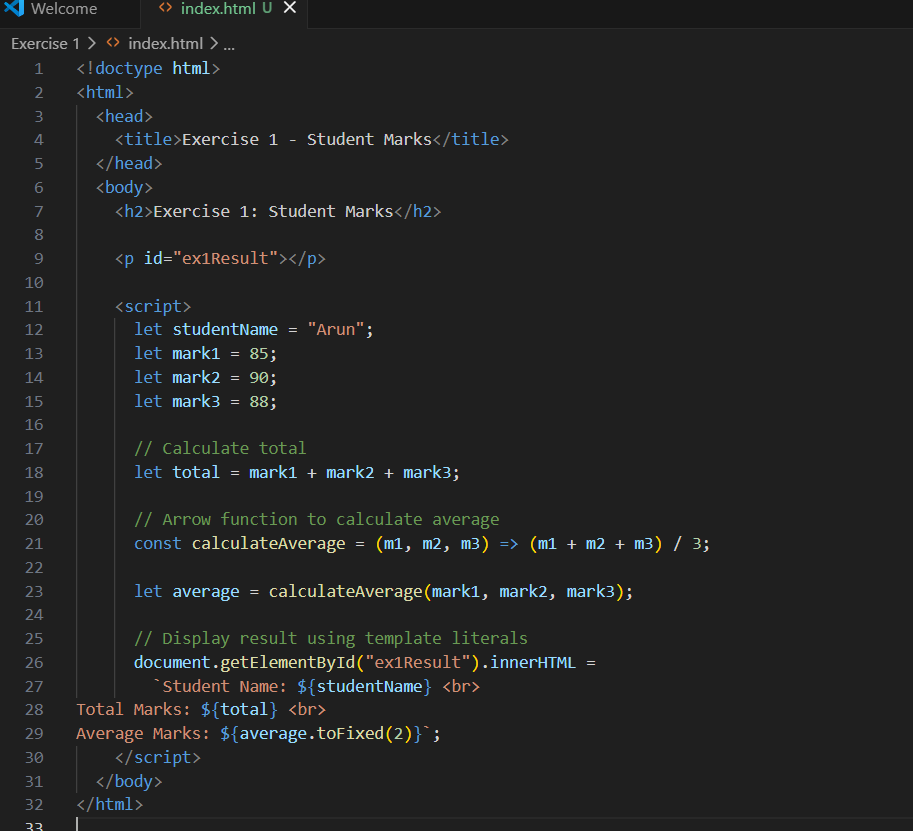 Welcome
<> index.html U ×
Exercise 1 > <> index.html > ...
1 <!doctype html>
2 <html>
3   <head>
4     <title>Exercise 1 - Student Marks</title>
5   </head>
6   <body>
7     <h2>Exercise 1: Student Marks</h2>
8
9     <p id="ex1Result"></p>
10
11     <script>
12       let studentName = "Arun";
13       let mark1 = 85;
14       let mark2 = 90;
15       let mark3 = 88;
16
17       // Calculate total
18       let total = mark1 + mark2 + mark3;
19
20       // Arrow function to calculate average
21       const calculateAverage = (m1, m2, m3) => (m1 + m2 + m3) / 3;
22
23       let average = calculateAverage(mark1, mark2, mark3);
24
25       // Display result using template literals
26       document.getElementById("ex1Result").innerHTML =
27         `Student Name: ${studentName} <br>
28 Total Marks: ${total} <br>
29 Average Marks: ${average.toFixed(2)}`;
30     </script>
31   </body>
32 </html>
33